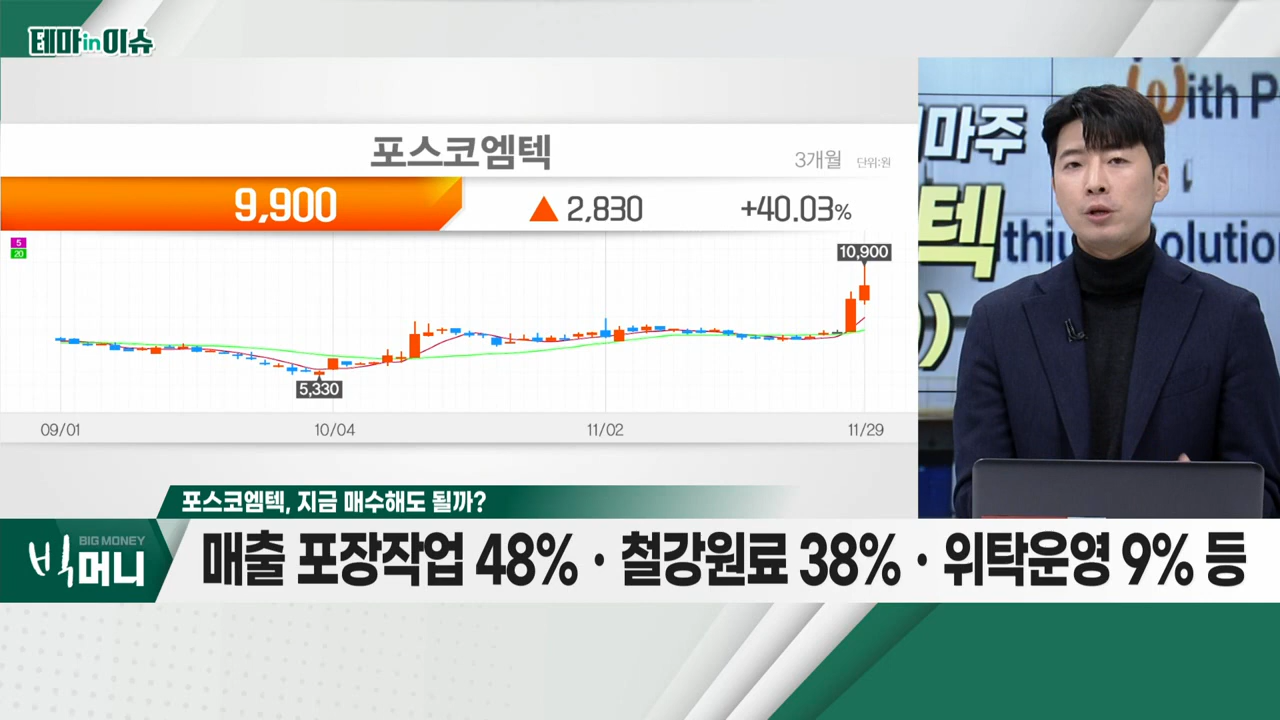 테마in이슈
포스코엠텍
3개월 단위:원
9,900
▲ 2,830
+40.03%
5
20
10,900
5,330
09/01
10/04
11/02
11/29
With P
마주
텍
thium Solution
)
포스코엠텍, 지금 매수해도 될까?
BIG MONEY
빅머니
매출 포장작업 48% · 철강원료 38% · 위탁운영 9% 등